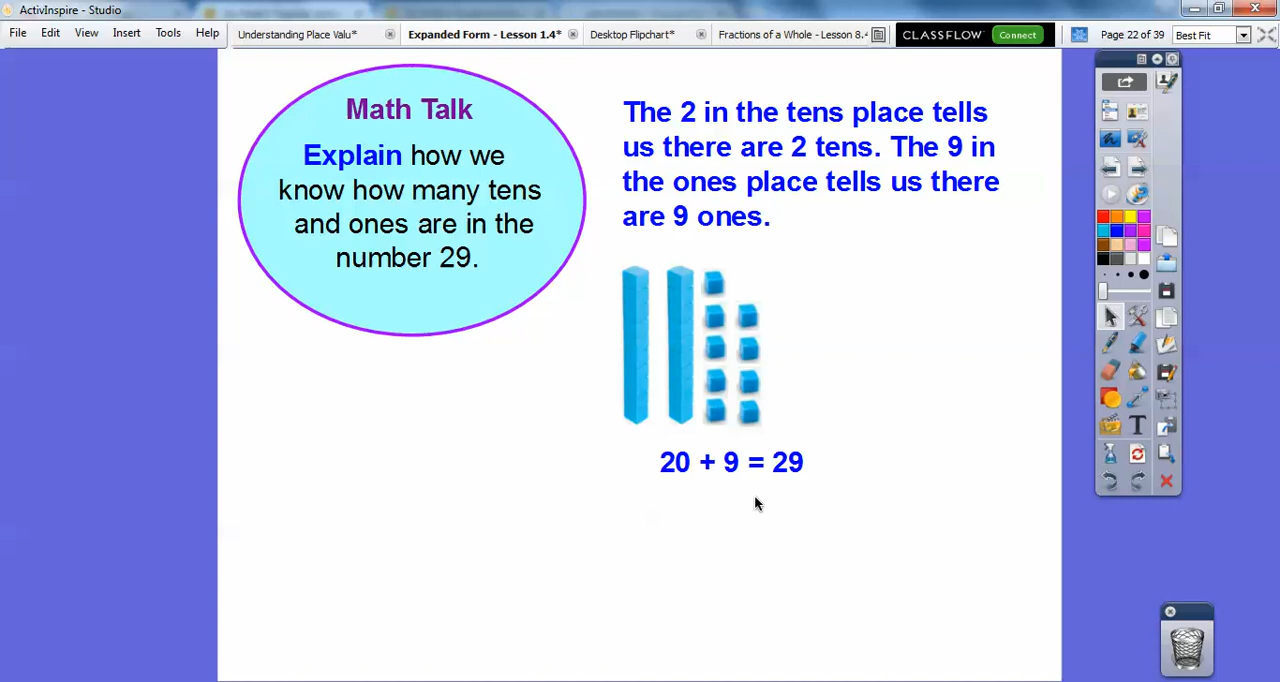 ActivInspire - Studio
File Edit View Insert Tools Help
Understanding Place Valu*
Expanded Form - Lesson 1.4*
Desktop Flipchart*
Fractions of a Whole - Lesson 8.4
CLASSFLOW Connect
Page 22 of 39
Best Fit
Math Talk
Explain how we
know how many tens
and ones are in the
number 29.
The 2 in the tens place tells
us there are 2 tens. The 9 in
the ones place tells us there
are 9 ones.
20 + 9 = 29
T